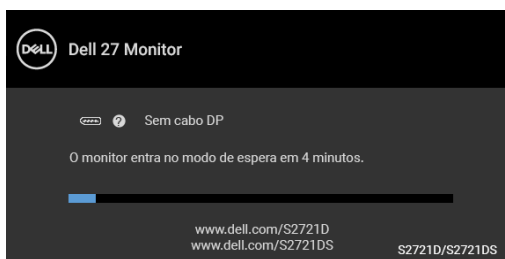 DELL
Dell 27 Monitor
? Sem cabo DP
O monitor entra no modo de espera em 4 minutos.
www.dell.com/S2721D
www.dell.com/S2721DS
S2721D/S2721DS